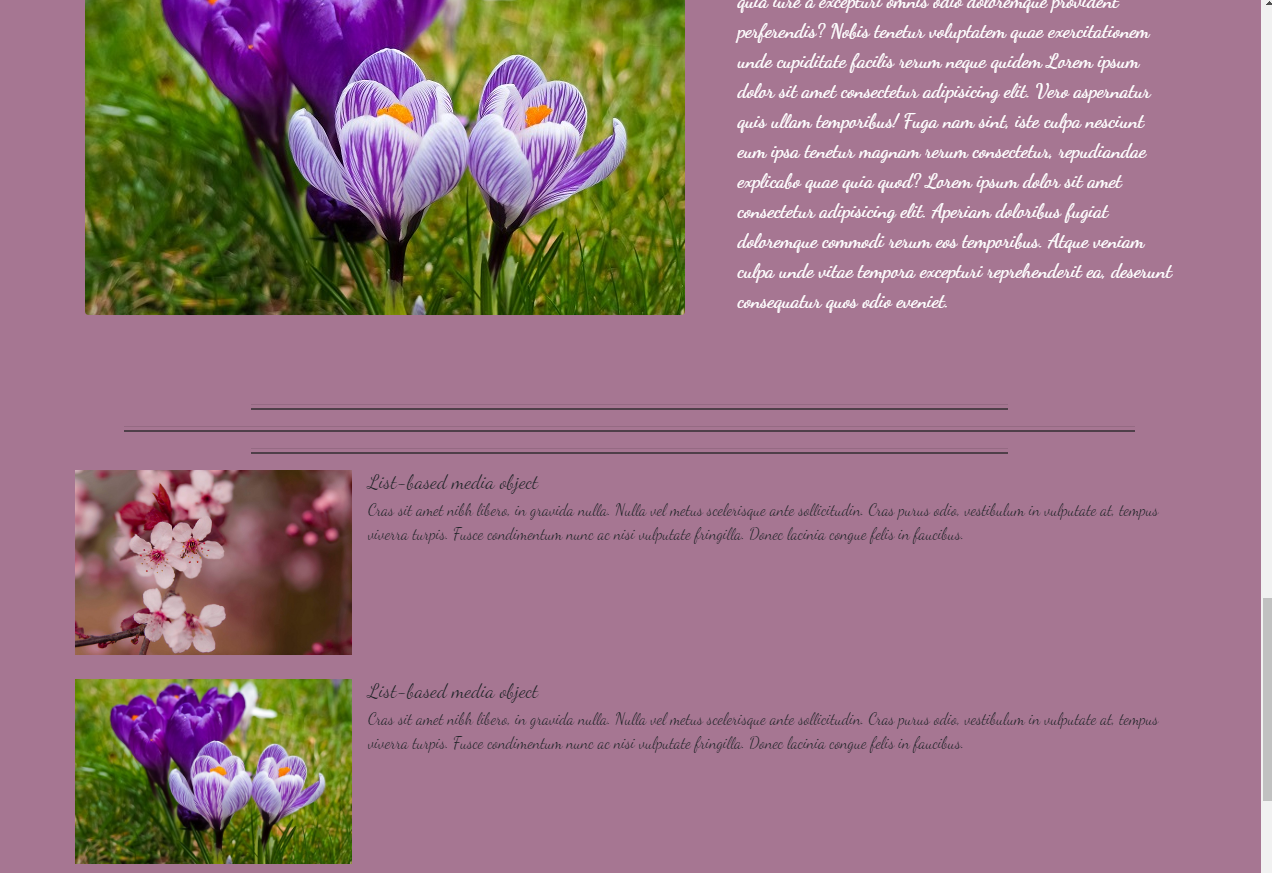 quia iure a excepturi omnis odio doloremque provident
perferendis? Nobis tenetur voluptatem quae exercitationem
unde cupiditate facilis rerum neque quidem Lorem ipsum
dolor sit amet consectetur adipisicing elit. Vero aspernatur
quis ullam temporibus! Fuga nam sint, iste culpa nesciunt
eum ipsa tenetur magnam rerum consectetur, repudiandae
explicabo quae quia quod? Lorem ipsum dolor sit amet
consectetur adipisicing elit. Aperiam doloribus fugiat
doloremque commodi rerum eos temporibus. Atque veniam
culpa unde vitae tempora excepturi reprehenderit ea, deserunt
consequatur quos odio eveniet.
List-based media object
Cras sit amet nibh libero, in gravida nulla. Nulla vel metus scelerisque ante sollicitudin. Cras purus odio, vestibulum in vulputate at, tempus
viverra turpis. Fusce condimentum nunc ac nisi vulputate fringilla. Donec lacinia congue felis in faucibus.
List-based media object
Cras sit amet nibh libero, in gravida nulla. Nulla vel metus scelerisque ante sollicitudin. Cras purus odio, vestibulum in vulputate at, tempus
viverra turpis. Fusce condimentum nunc ac nisi vulputate fringilla. Donec lacinia congue felis in faucibus.